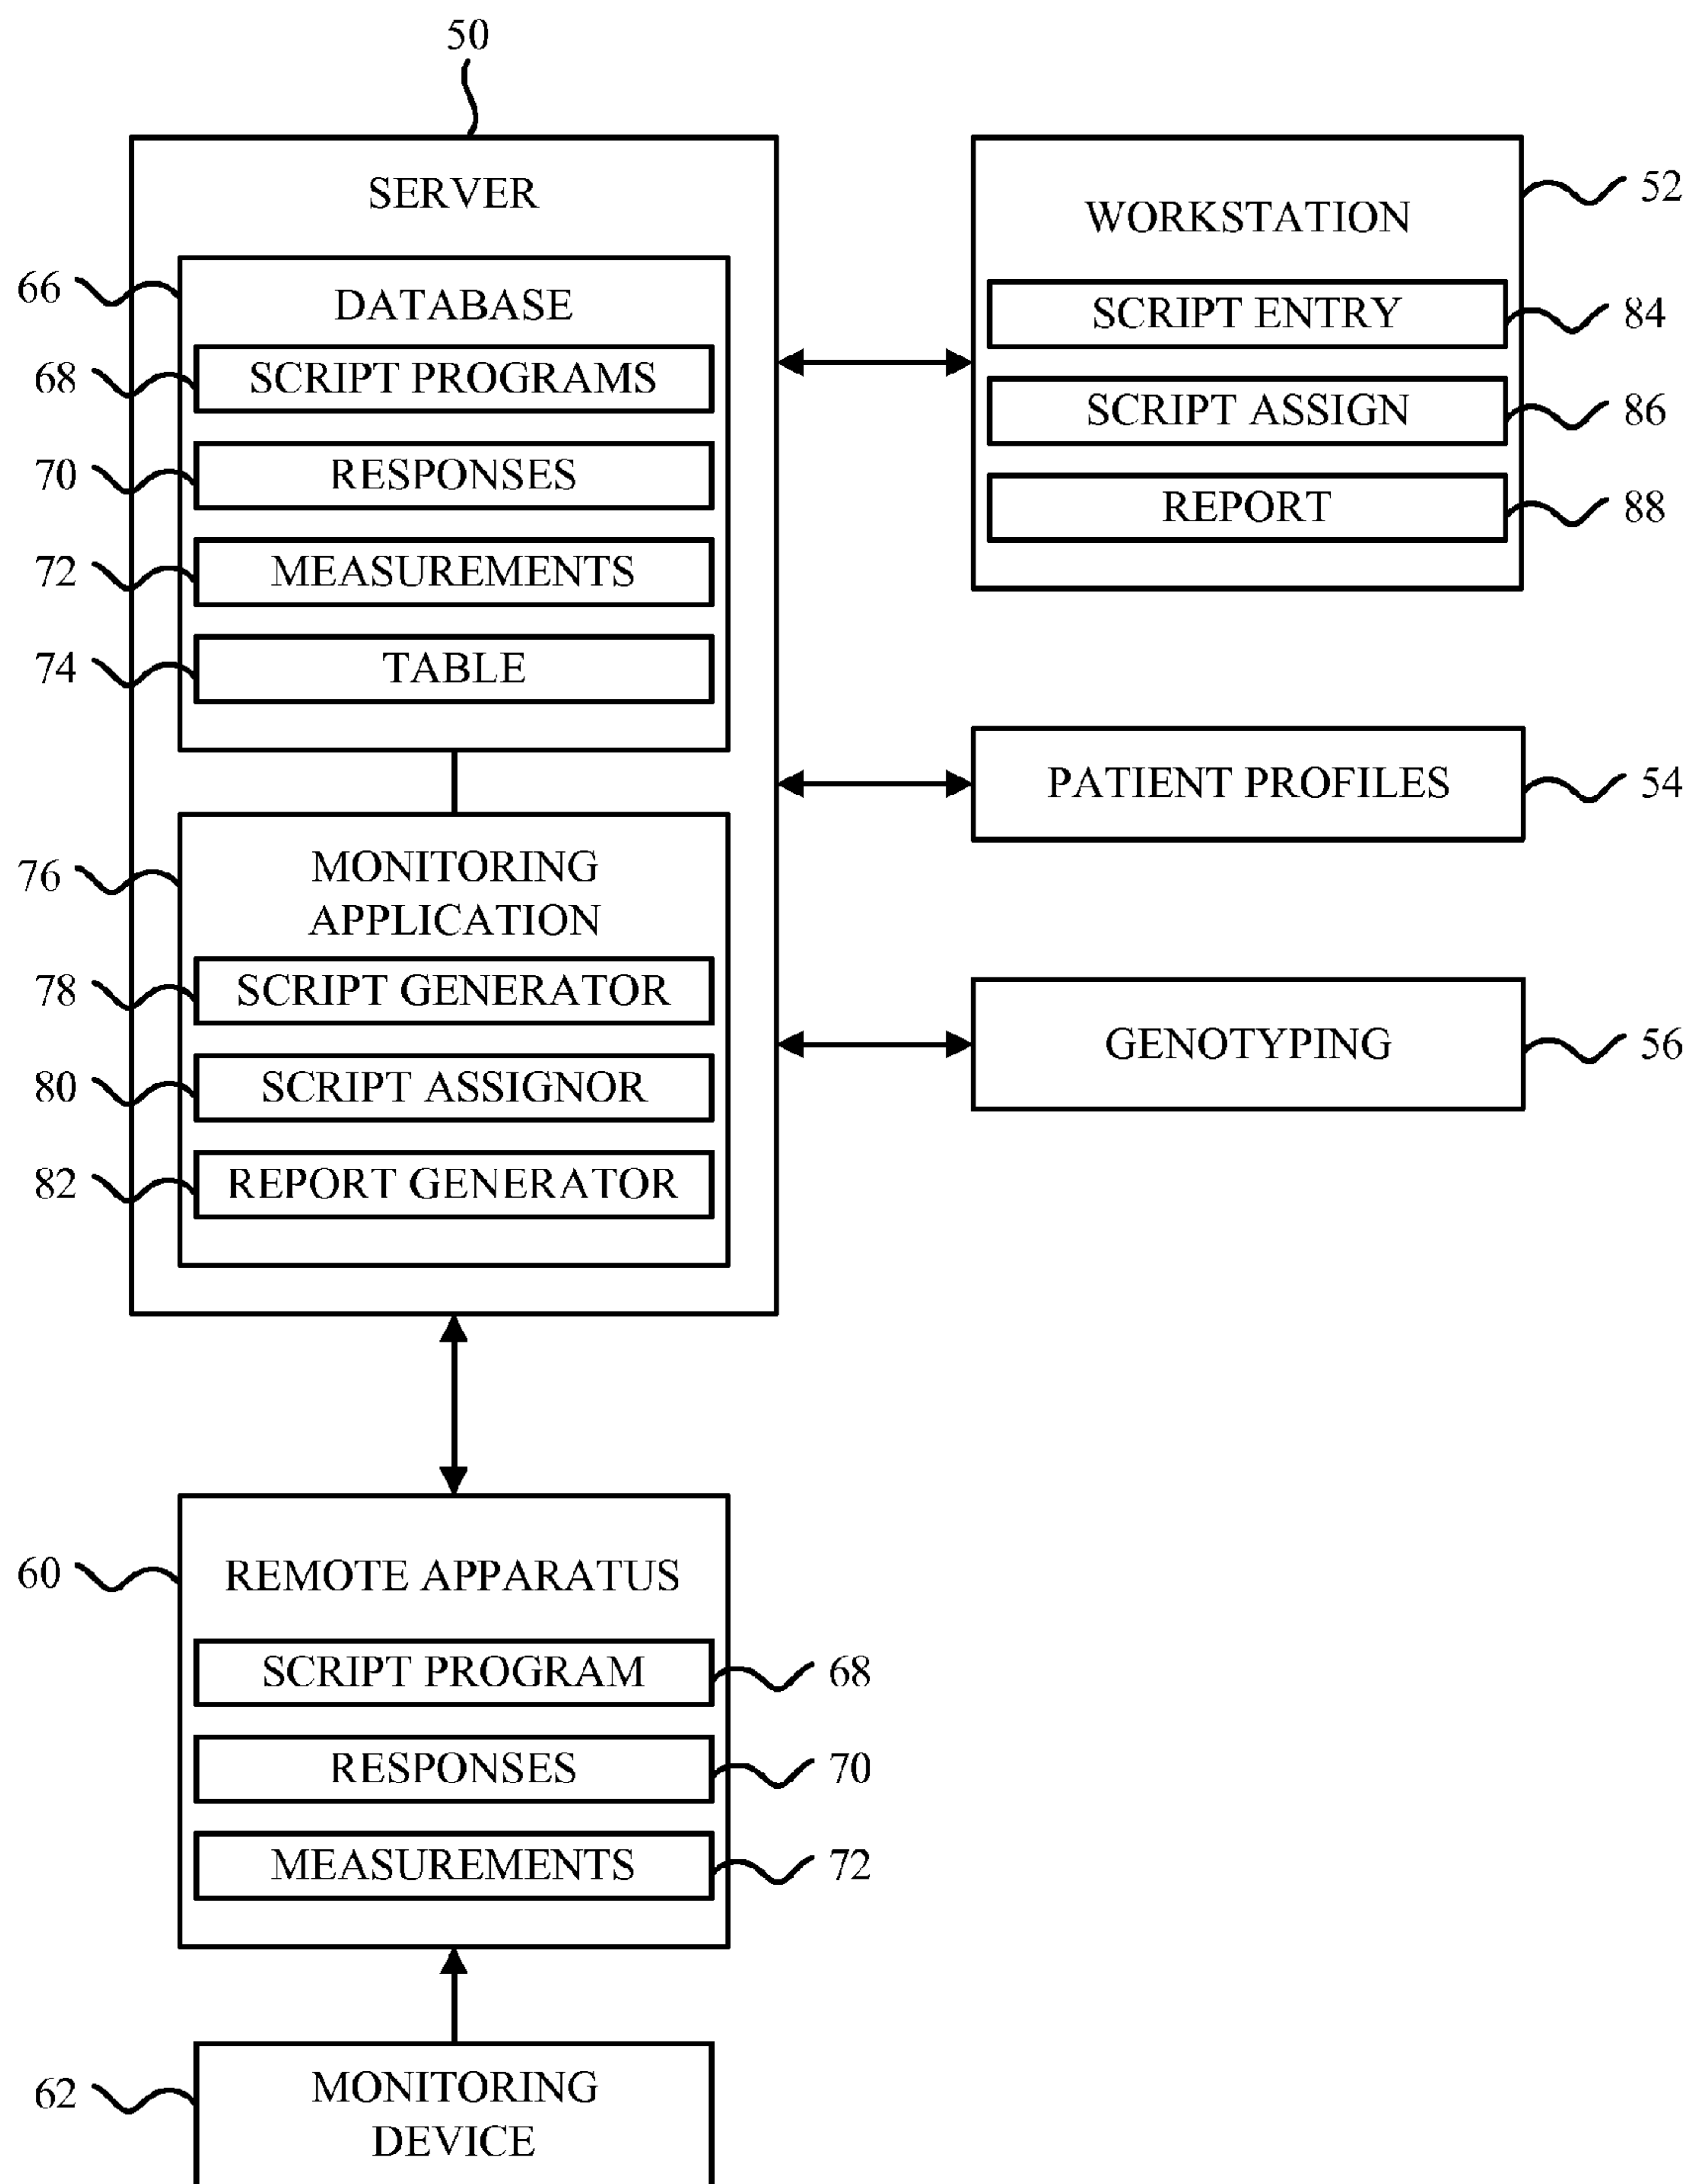 50
SERVER
66
DATABASE
68
SCRIPT PROGRAMS
70
RESPONSES
72
MEASUREMENTS
74
TABLE
76
MONITORING
APPLICATION
78
SCRIPT GENERATOR
80
SCRIPT ASSIGNOR
82
REPORT GENERATOR
WORKSTATION
52
SCRIPT ENTRY
84
SCRIPT ASSIGN
86
REPORT
88
PATIENT PROFILES
54
GENOTYPING
56
60
REMOTE APPARATUS
SCRIPT PROGRAM
68
RESPONSES
70
MEASUREMENTS
72
62
MONITORING
DEVICE